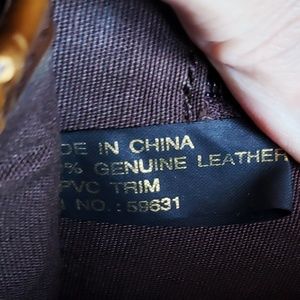 DE IN CHINA
% GENUINE LEATHER
PVC TRIM
NO.: 59631